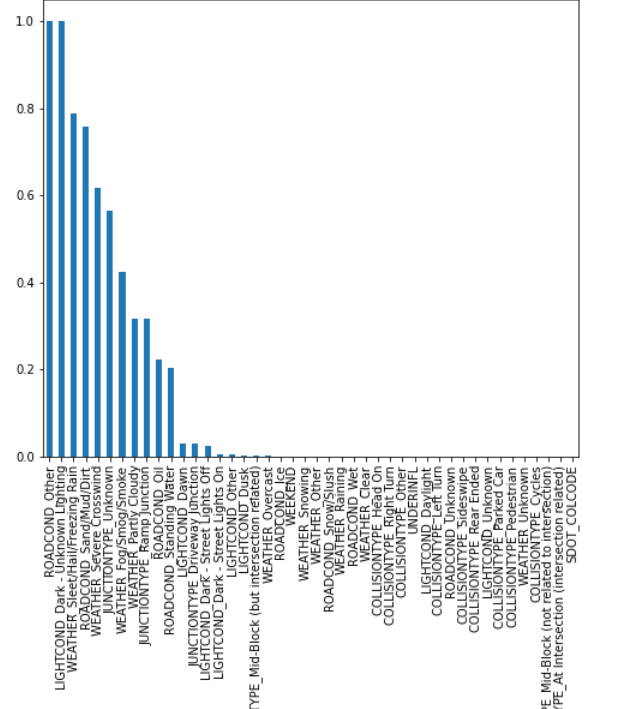 1.0
0.8
0.6
0.4
0.2
0.0
ROADCOND_Other
LIGHTCOND_Dark - Unknown Lighting
WEATHER_Sleet/Hail/Freezing Rain
ROADCOND_Sand/Mud/Dirt
WEATHER_Severe Crosswind
JUNCTIONTYPE_Unknown
WEATHER_Fog/Smog/Smoke
WEATHER_Partly Cloudy
JUNCTIONTYPE_Ramp Junction
ROADCOND_Oil
ROADCOND_Standing Water
LIGHTCOND_Dawn
JUNCTIONTYPE_Driveway Junction
LIGHTCOND_Dark - Street Lights Off
LIGHTCOND_Dark - Street Lights On
LIGHTCOND_Other
LIGHTCOND_Dusk
TYPE_Mid-Block (but intersection related)
WEATHER_Overcast
ROADCOND_Ice
WEEKEND
WEATHER_Snowing
WEATHER_Other
ROADCOND_Snow/Slush
WEATHER_Raining
ROADCOND_Wet
WEATHER_Clear
COLLISIONTYPE_Head On
COLLISIONTYPE_Right Turn
COLLISIONTYPE_Other
UNDERINFL
LIGHTCOND_Daylight
COLLISIONTYPE_Left Turn
ROADCOND_Unknown
COLLISIONTYPE_Sideswipe
COLLISIONTYPE_Rear Ended
LIGHTCOND_Unknown
COLLISIONTYPE_Parked Car
COLLISIONTYPE_Pedestrian
WEATHER_Unknown
COLLISIONTYPE_Cycles
PE_Mid-Block (not related to intersection)
YPE_At Intersection (intersection related)
SDOT_COLCODE